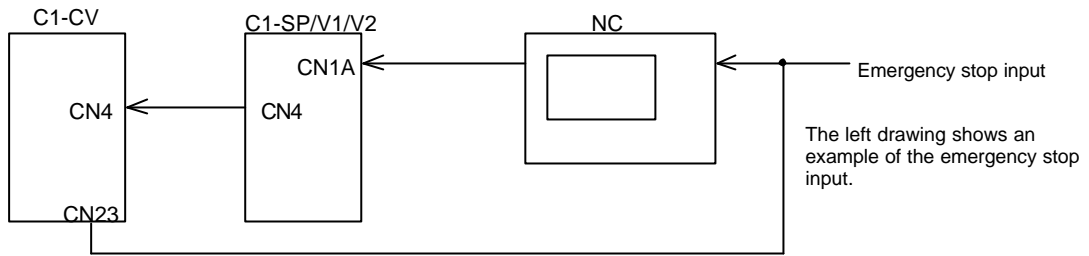 C1-CV
C1-SP/V1/V2
NC
CN1A
Emergency stop input
CN4
CN4
The left drawing shows an
example of the emergency stop
input.
CN23